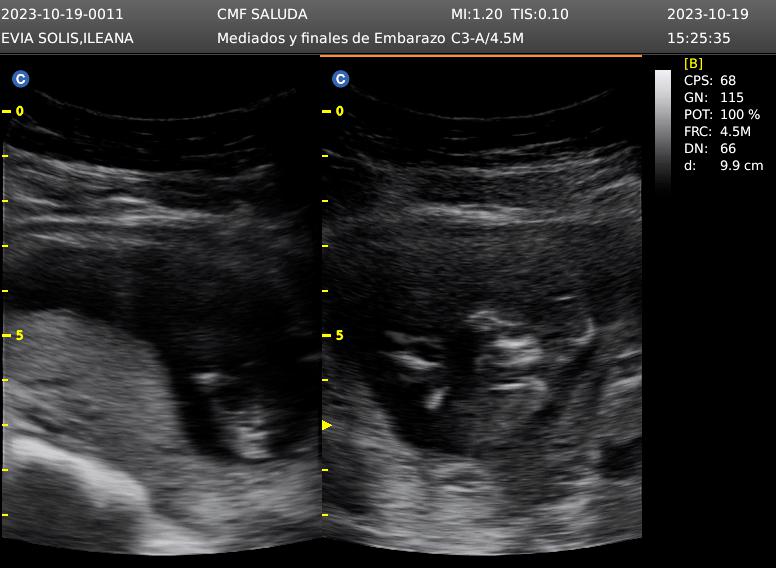 2023-10-19-0011 CMF SALUDA MI:1.20 TIS:0.10 2023-10-19
EVIA SOLIS,ILEANA Mediados y finales de Embarazo C3-A/4.5M 15:25:35
C C [B]
0 0 CPS: 68
GN: 115
POT: 100 %
FRC: 4.5M
DN: 66
d: 9.9 cm
5 5